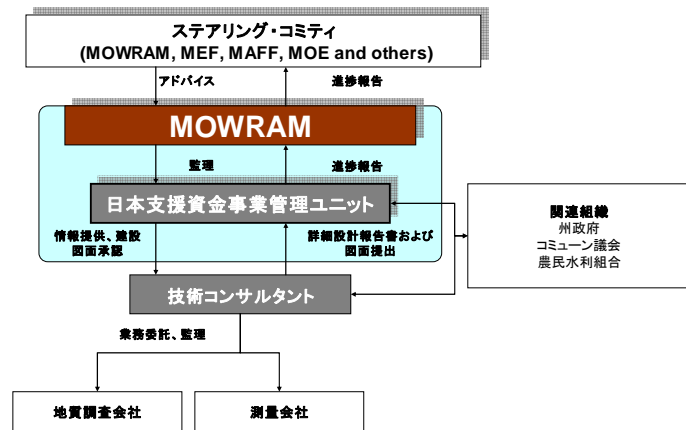 ステアリング・コミティ
(MOWRAM, MEF, MAFF, MOE and others)
アドバイス
進捗報告
MOWRAM
監理
進捗報告
日本支援資金事業管理ユニット
関連組織
州政府
コミューン議会
農民水利組合
情報提供、建設
図面承認
詳細設計報告書および
図面提出
技術コンサルタント
業務委託、監理
地質調査会社
測量会社